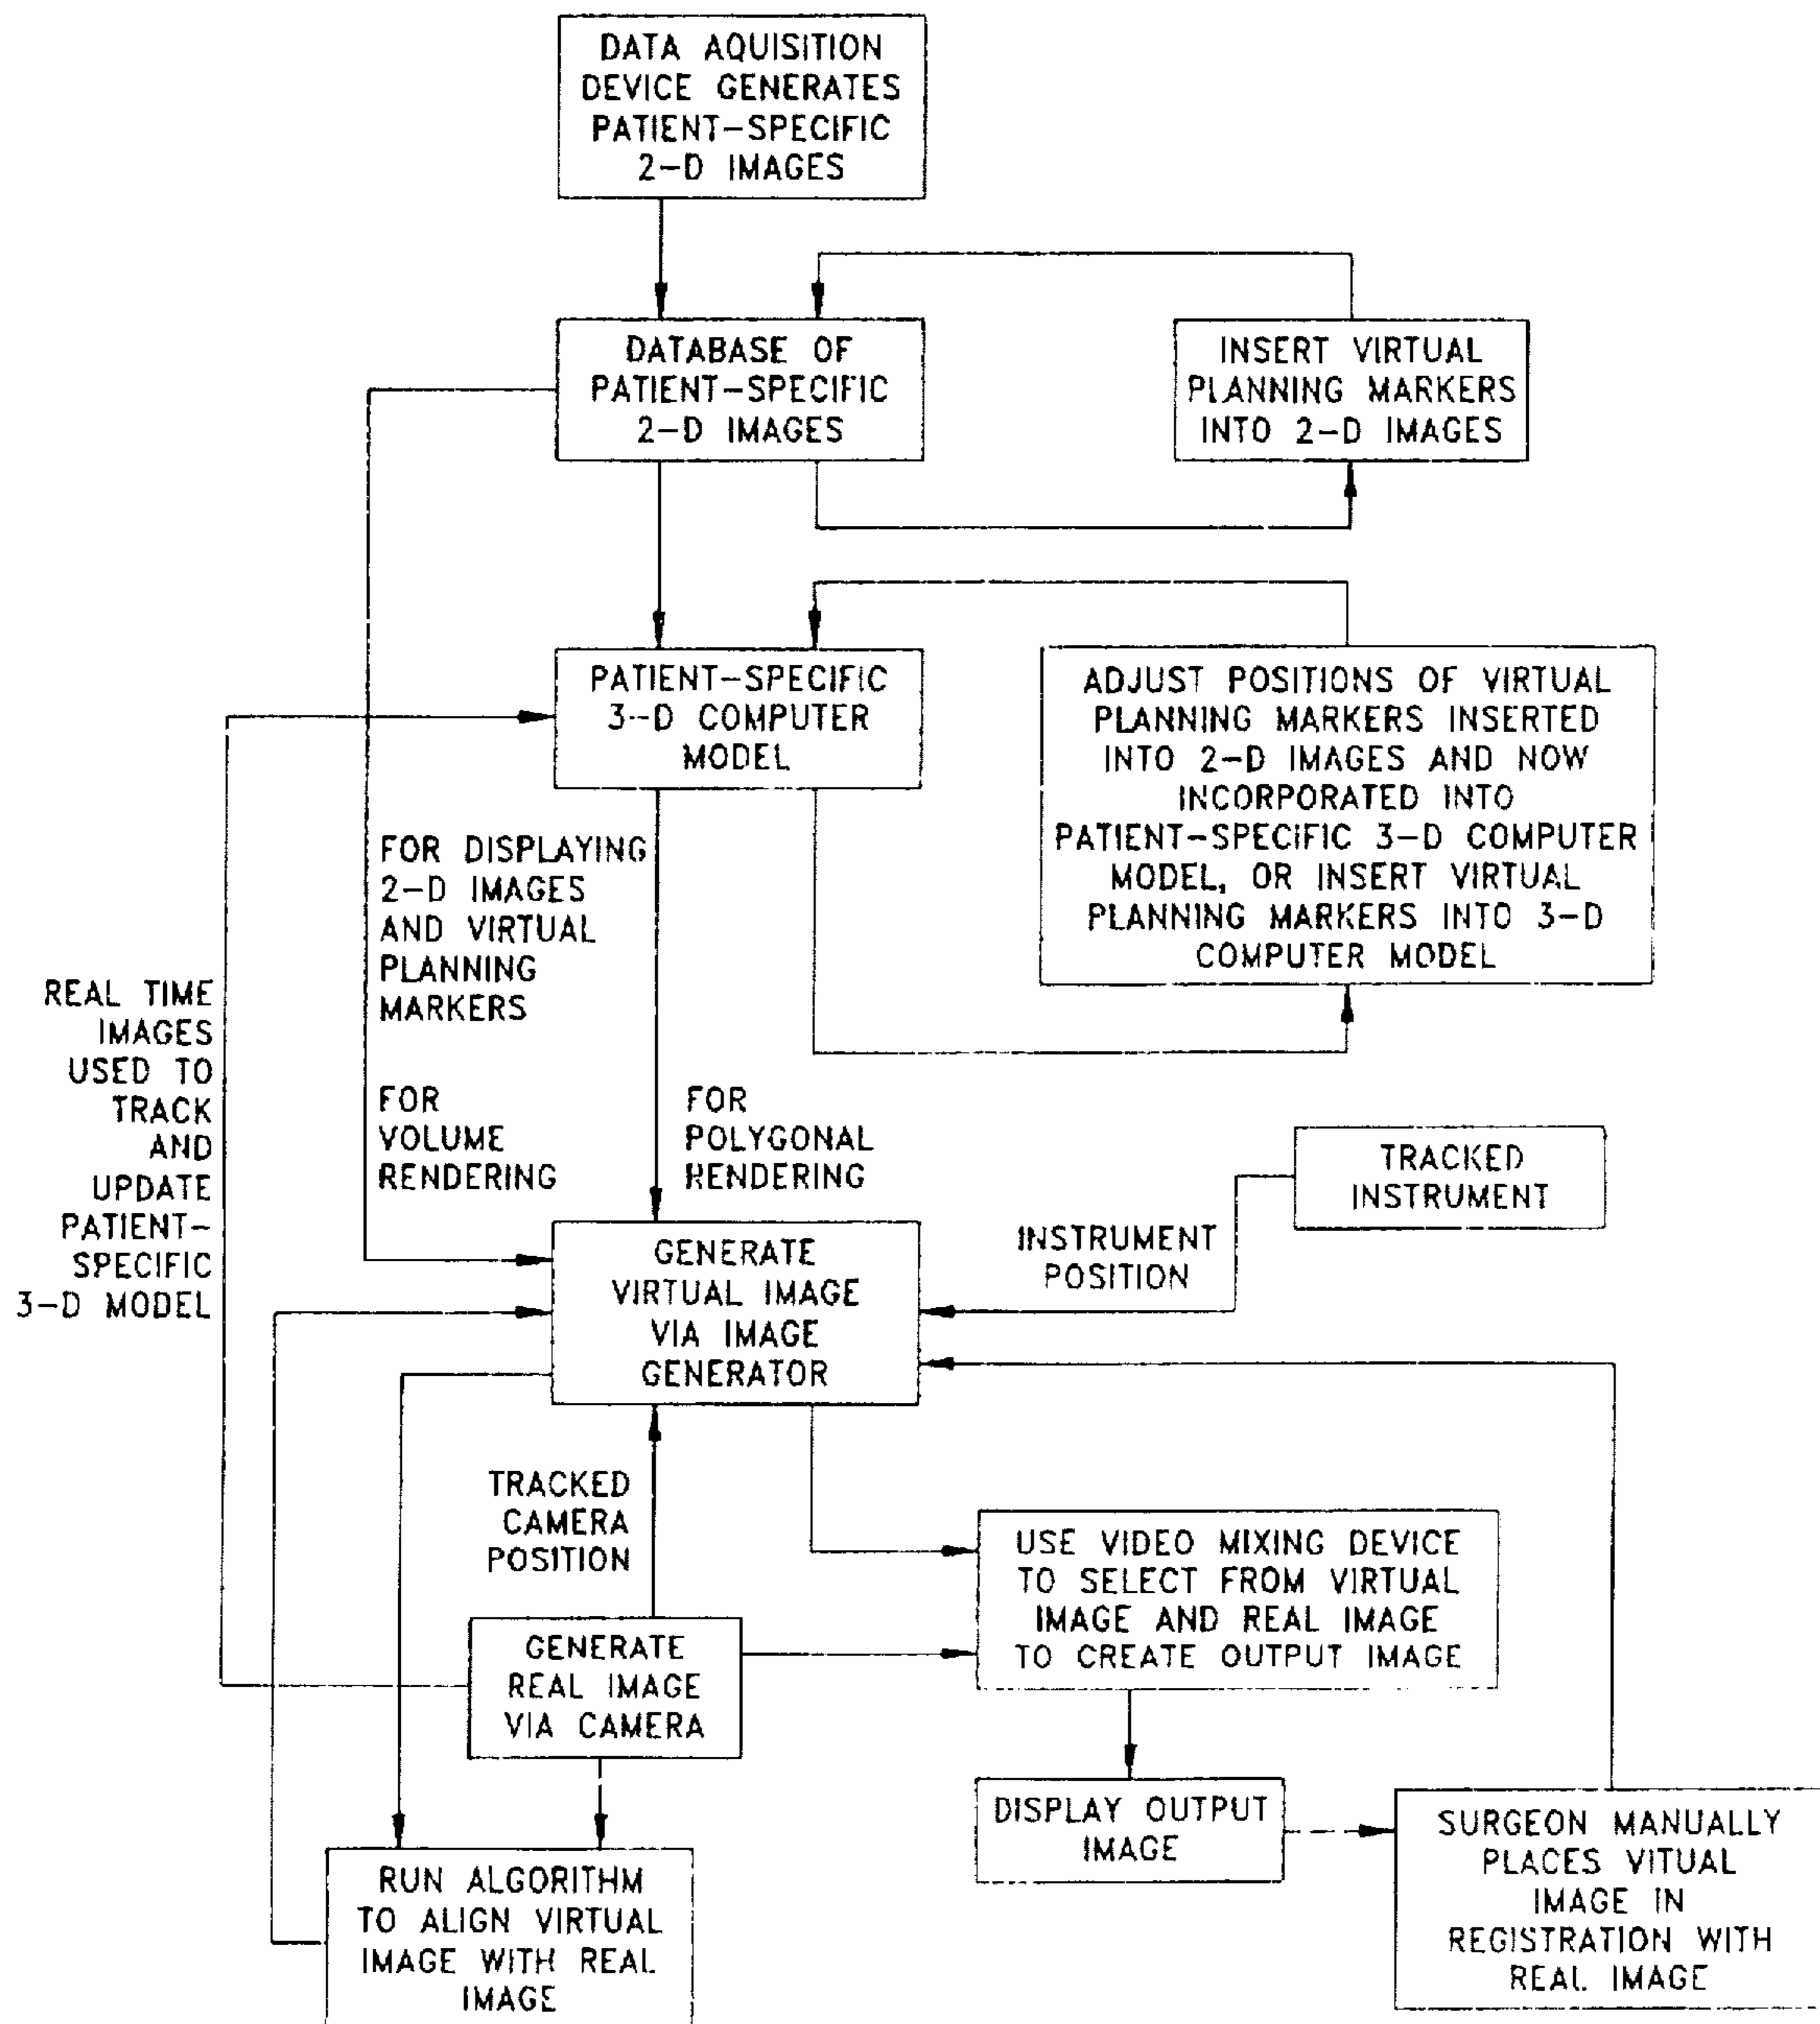 DATA AQUISITION
DEVICE GENERATES
PATIENT-SPECIFIC
2-D IMAGES
DATABASE OF
PATIENT-SPECIFIC
2-D IMAGES
INSERT VIRTUAL
PLANNING MARKERS
INTO 2-D IMAGES
PATIENT-SPECIFIC
3-D COMPUTER
MODEL
ADJUST POSITIONS OF VIRTUAL
PLANNING MARKERS INSERTED
INTO 2-D IMAGES AND NOW
INCORPORATED INTO
PATIENT-SPECIFIC 3-D COMPUTER
MODEL, OR INSERT VIRTUAL
PLANNING MARKERS INTO 3-D
COMPUTER MODEL
FOR DISPLAYING
2-D IMAGES
AND VIRTUAL
PLANNING
MARKERS
REAL TIME
IMAGES
USED TO
TRACK
AND
UPDATE
PATIENT-
SPECIFIC
3-D MODEL
FOR
VOLUME
RENDERING
FOR
POLYGONAL
RENDERING
TRACKED
INSTRUMENT
INSTRUMENT
POSITION
GENERATE
VIRTUAL IMAGE
VIA IMAGE
GENERATOR
TRACKED
CAMERA
POSITION
USE VIDEO MIXING DEVICE
TO SELECT FROM VIRTUAL
IMAGE AND REAL IMAGE
TO CREATE OUTPUT IMAGE
GENERATE
REAL IMAGE
VIA CAMERA
DISPLAY OUTPUT
IMAGE
SURGEON MANUALLY
PLACES VITUAL
IMAGE IN
REGISTRATION WITH
REAL IMAGE
RUN ALGORITHM
TO ALIGN VIRTUAL
IMAGE WITH REAL
IMAGE